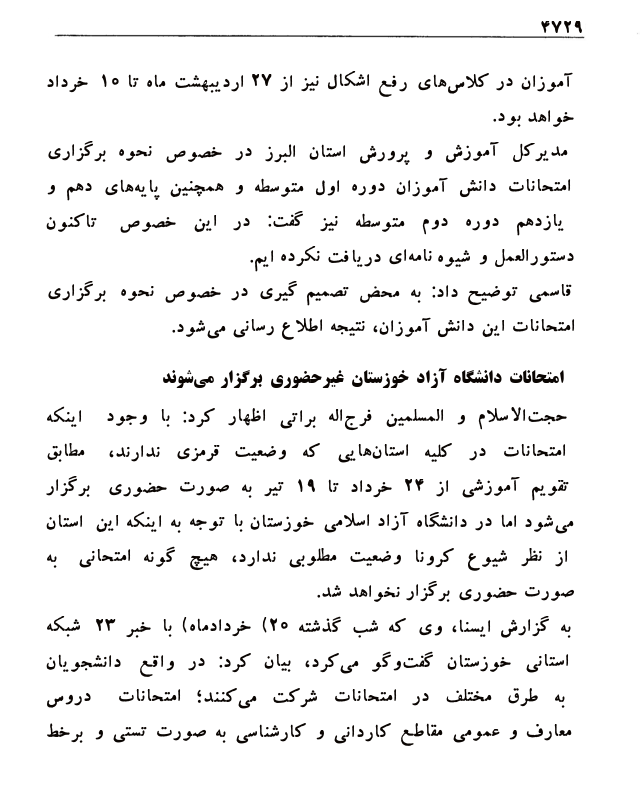 ۴۷۲۹
آموزان در کلاس‌های رفع اشکال نیز از ۲۷ اردیبهشت ماه تا ۱۰ خرداد
خواهد بود.
مدیرکل آموزش و پرورش استان البرز در خصوص نحوه برگزاری
امتحانات دانش آموزان دوره اول متوسطه و همچنین پایه‌های دهم و
یازدهم دوره دوم متوسطه نیز گفت: در این خصوص تاکنون
دستورالعمل و شیوه نامه‌ای دریافت نکرده ایم.
قاسمی توضیح داد: به محض تصمیم گیری در خصوص نحوه برگزاری
امتحانات این دانش آموزان، نتیجه اطلاع رسانی می‌شود.
امتحانات دانشگاه آزاد خوزستان غیرحضوری برگزار می‌شوند
حجت‌الاسلام و المسلمین فرج‌اله براتی اظهار کرد: با وجود اینکه
امتحانات در کلیه استان‌هایی که وضعیت قرمزی ندارند، مطابق
تقویم آموزشی از ۲۴ خرداد تا ۱۹ تیر به صورت حضوری برگزار
می‌شود اما در دانشگاه آزاد اسلامی خوزستان با توجه به اینکه این استان
از نظر شیوع کرونا وضعیت مطلوبی ندارد، هیچ گونه امتحانی به
صورت حضوری برگزار نخواهد شد.
به گزارش ایسنا، وی که شب گذشته ۲۰) خردادماه) با خبر ۲۳ شبکه
استانی خوزستان گفت‌وگو می‌کرد، بیان کرد: در واقع دانشجویان
به طرق مختلف در امتحانات شرکت می‌کنند؛ امتحانات دروس
معارف و عمومی مقاطع کاردانی و کارشناسی به صورت تستی و برخط